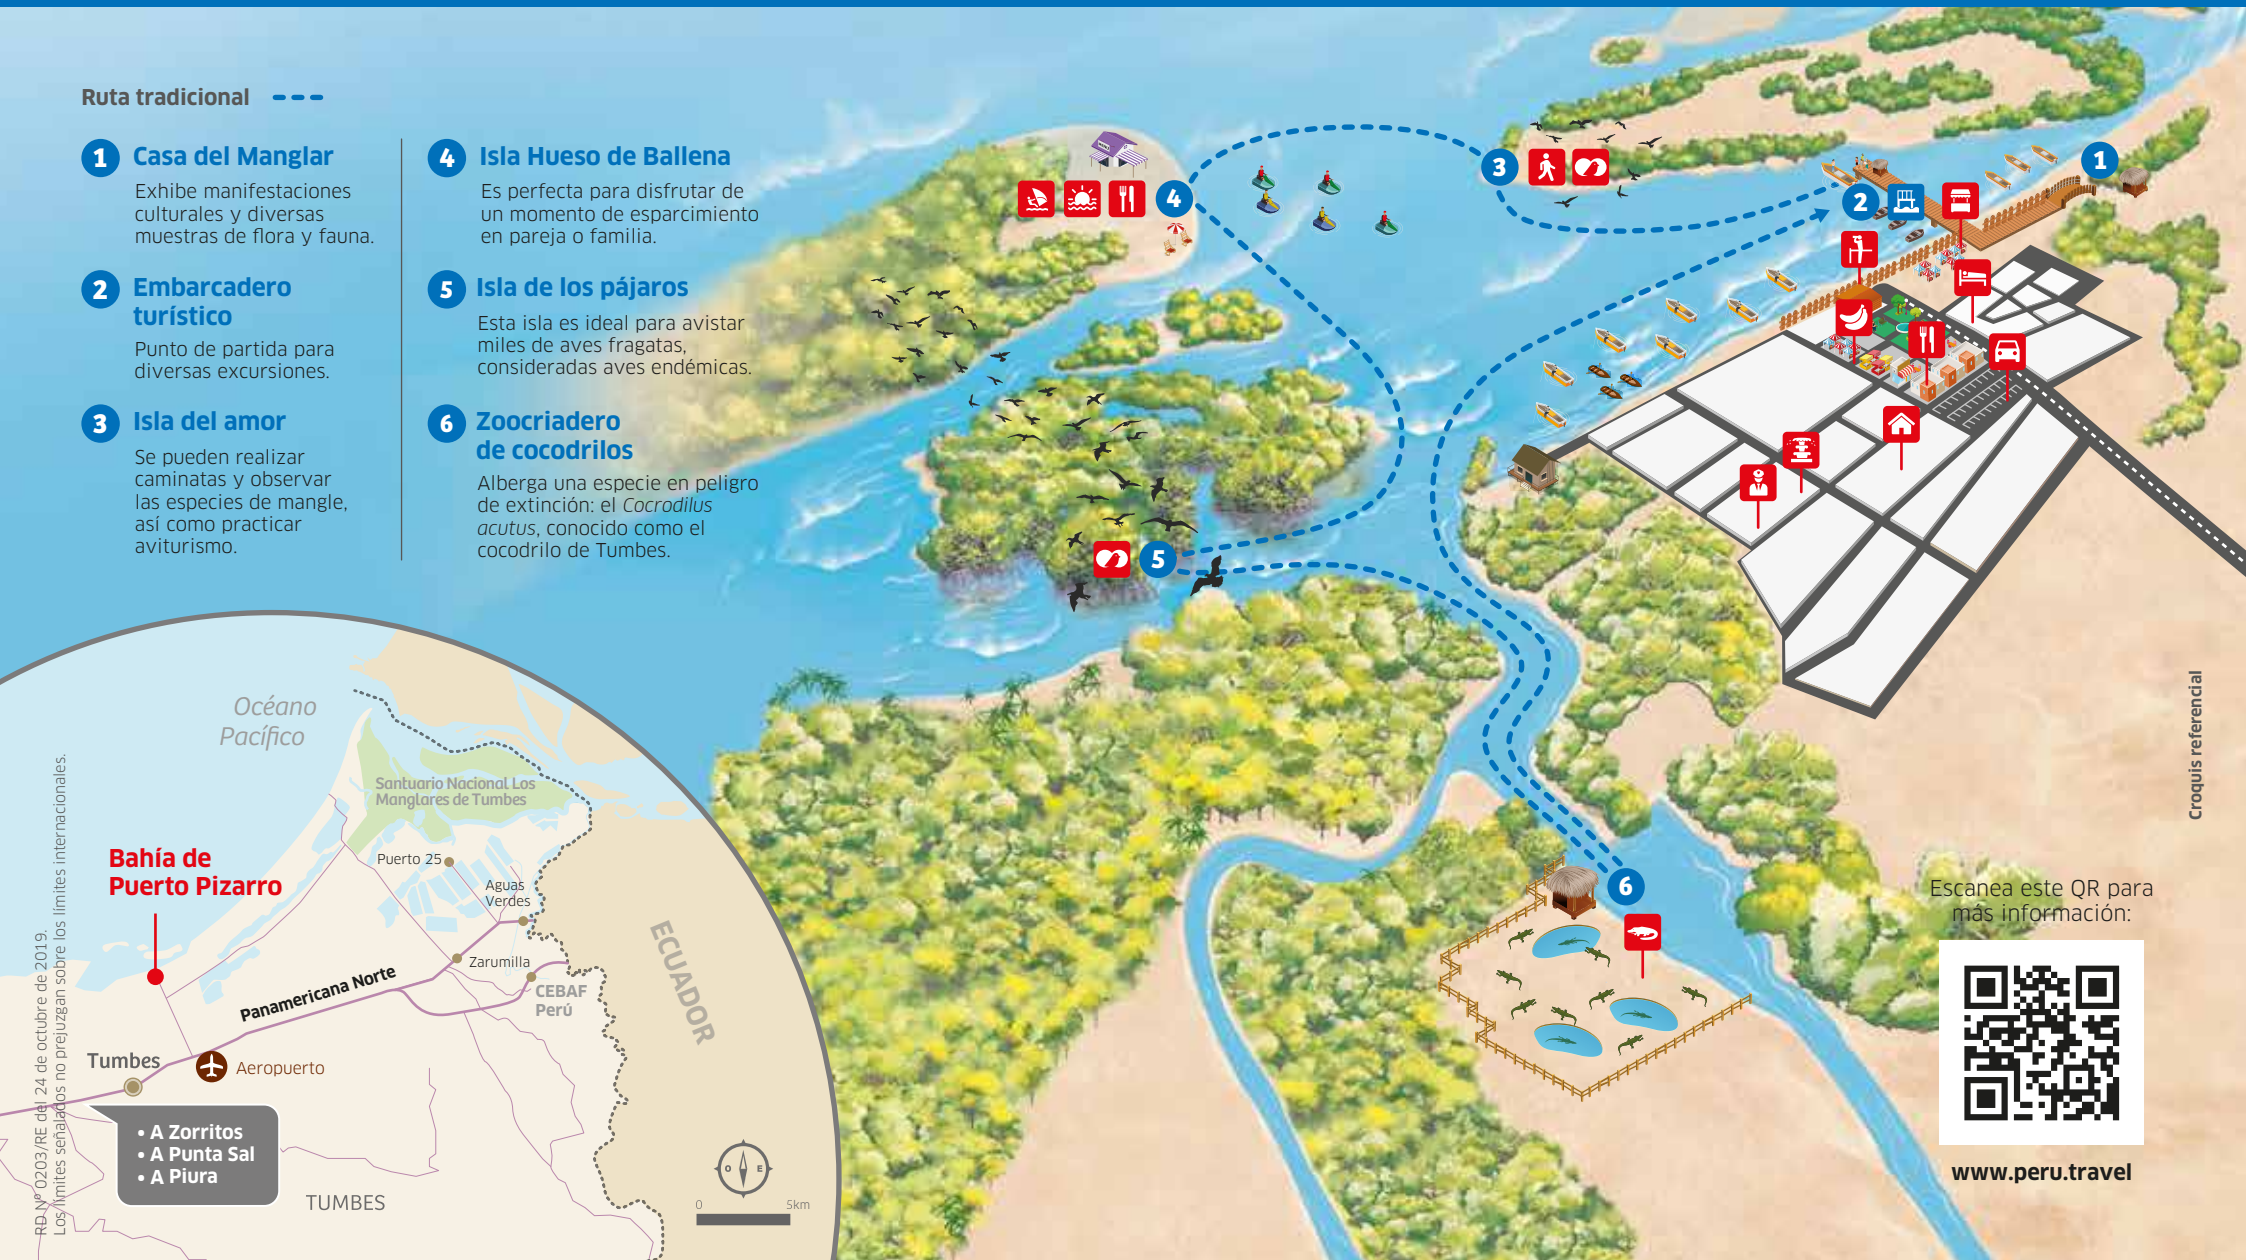 Ruta tradicional
1 Casa del Manglar
Exhibe manifestaciones
culturales y diversas
muestras de flora y fauna.
2 Embarcadero
turístico
Punto de partida para
diversas excursiones.
3 Isla del amor
Se pueden realizar
caminatas y observar
las especies de mangle,
así como practicar
aviturismo.
4 Isla Hueso de Ballena
Es perfecta para disfrutar de
un momento de esparcimiento
en pareja o familia.
5 Isla de los pájaros
Esta isla es ideal para avistar
miles de aves fragatas,
consideradas aves endémicas.
6 Zoocriadero
de cocodrilos
Alberga una especie en peligro
de extinción: el Cocrodilus
acutus, conocido como el
cocodrilo de Tumbes.
4
3
1
2
5
6
Océano
Pacífico
Santuario Nacional Los
Manglares de Tumbes
Puerto 25
Aguas
Verdes
Bahía de
Puerto Pizarro
Zarumilla
CEBAF
Perú
Panamericana Norte
ECUADOR
Tumbes
Aeropuerto
• A Zorritos
• A Punta Sal
• A Piura
TUMBES
O E
0 5km
RD Nº 0203/RE del 24 de octubre de 2019.
Los límites señalados no prejuzgan sobre los límites internacionales.
Croquis referencial
Escanea este QR para
más información:
www.peru.travel